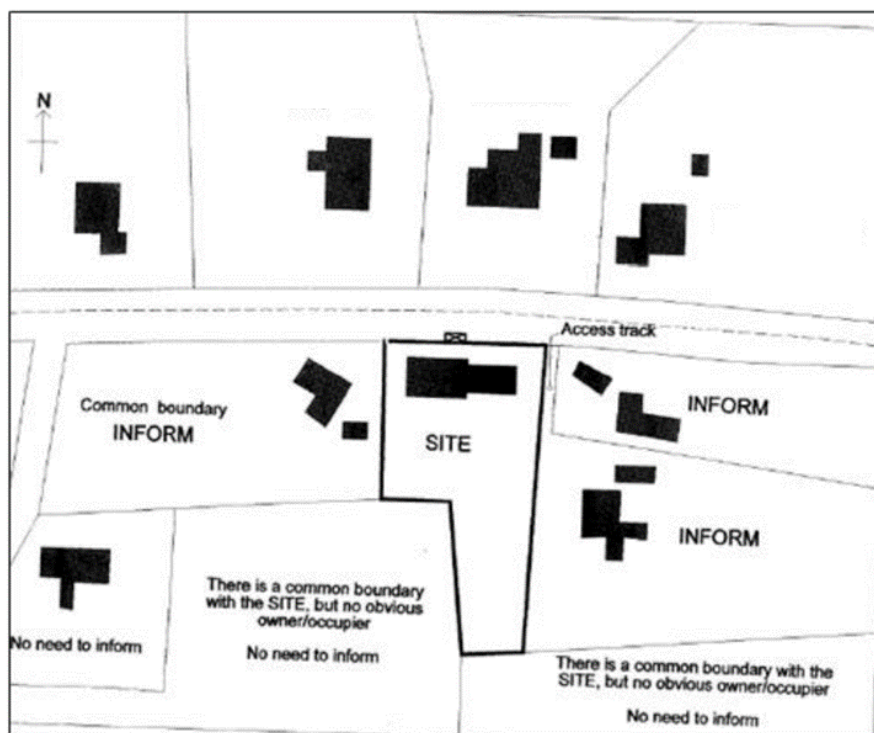 N
Access track
Common boundary
INFORM
INFORM
SITE
INFORM
There is a common boundary
with the SITE, but no obvious
owner/occupier
No need to inform
No need to inform
There is a common boundary with the
SITE, but no obvious owner/occupier
No need to inform